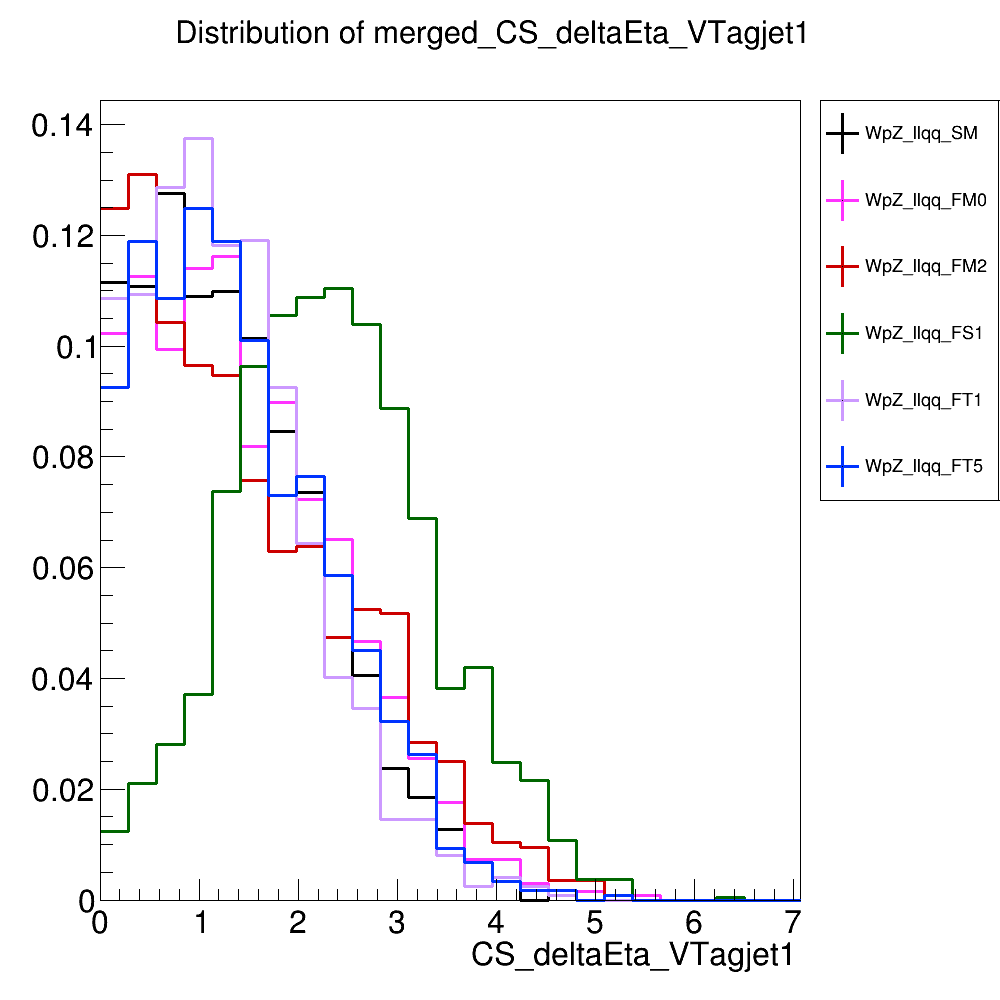 Distribution of merged_CS_deltaEta_VTagjet1
0.14
0.12
0.1
0.08
0.06
0.04
0.02
0
0 1 2 3 4 5 6 7
CS_deltaEta_VTagjet1
WpZ_llqq_SM
WpZ_llqq_FM0
WpZ_llqq_FM2
WpZ_llqq_FS1
WpZ_llqq_FT1
WpZ_llqq_FT5